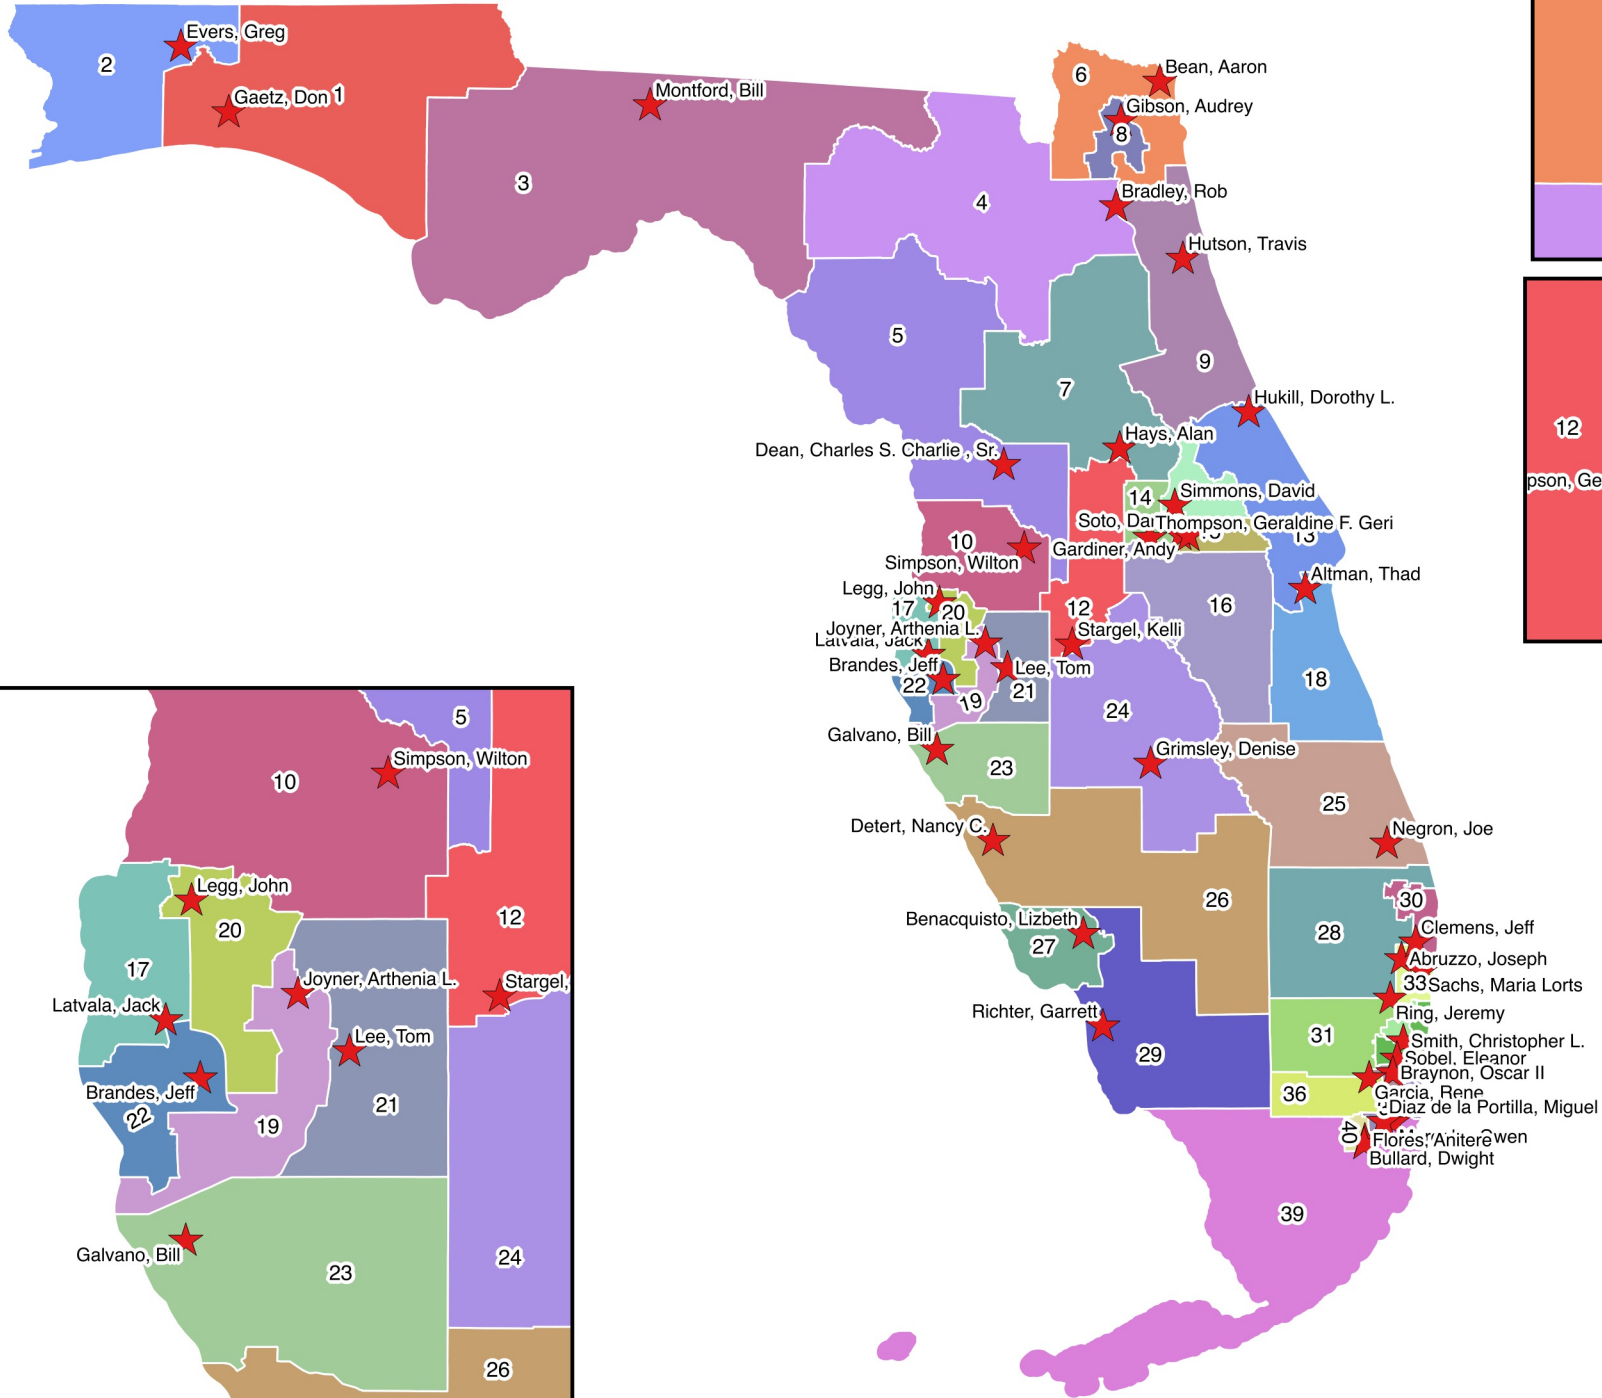 Evers, Greg
2
Gaetz, Don 1
Montford, Bill
3
6
Bean, Aaron
Gibson, Audrey
8
Bradley, Rob
4
Hutson, Travis
5
9
7
Hukill, Dorothy L.
Hays, Alan
Dean, Charles S. Charlie , Sr.
12
14
Simmons, David
pson, Ge
Soto, Da
Thompson, Geraldine F. Geri
10
13
Gardiner, Andy
Simpson, Wilton
Altman, Thad
Legg, John
17
20
12
16
Joyner, Arthenia L.
Stargel, Kelli
Latvala, Jack
Brandes, Jeff
Lee, Tom
22
21
19
18
24
Galvano, Bill
Grimsley, Denise
23
25
Detert, Nancy C.
Negron, Joe
26
30
Benacquisto, Lizbeth
27
28
Clemens, Jeff
Abruzzo, Joseph
33
Sachs, Maria Lorts
Richter, Garrett
Ring, Jeremy
31
Smith, Christopher L.
29
Sobel, Eleanor
Braynon, Oscar II
36
Garcia, Rene
Diaz de la Portilla, Miguel
40
Flores, Anitere
Bullard, Dwight
39
5
Simpson, Wilton
10
Legg, John
20
12
17
Joyner, Arthenia L.
Stargel,
Latvala, Jack
Lee, Tom
Brandes, Jeff
22
21
19
Galvano, Bill
23
24
26